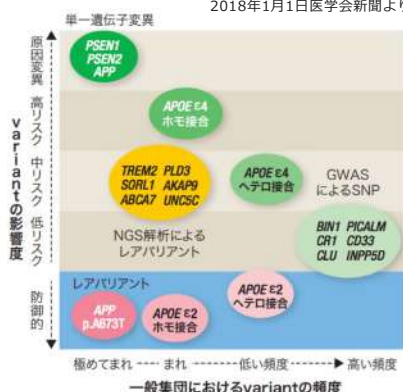 2018年1月1日医学会新聞より
単一遺伝子変異
原因変異
高リスク
中リスク
低リスク
防御的
variantの影響度
PSEN1
PSEN2
APP
APOE ε4
ホモ接合
TREM2 PLD3
SORL1 AKAP9
ABCA7 UNC5C
APOE ε4
ヘテロ接合
GWAS
によるSNP
NGS解析による
レアバリアント
BIN1 PICALM
CR1 CD33
CLU INPP5D
レアバリアント
APP
p.A673T
APOE ε2
ホモ接合
APOE ε2
ヘテロ接合
極めてまれ まれ 低い頻度 高い頻度
一般集団におけるvariantの頻度